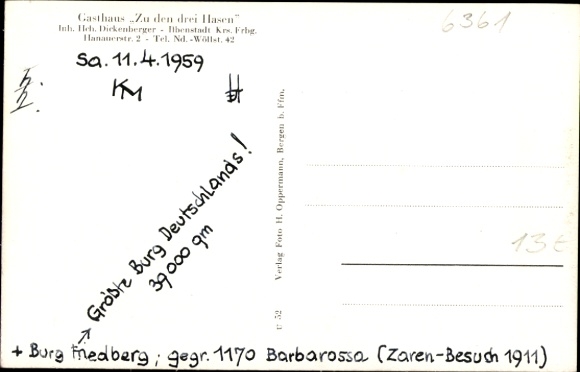 Gasthaus „Zu den drei Hasen"
Inh. Hch. Dickenberger - Ilbenstadt Krs. Frbg.
Hanauerstr. 2 - Tel. Nd.-Wöllst. 42
6361
Sa. 11.4.1959
KM
Größte Burg Deutschlands!
39000 qm
Verlag Foto H. Oppermann, Bergen b. Ffm.
13€
u 52
+ Burg Friedberg; gegr. 1170 Barbarossa (Zaren-Besuch 1911)